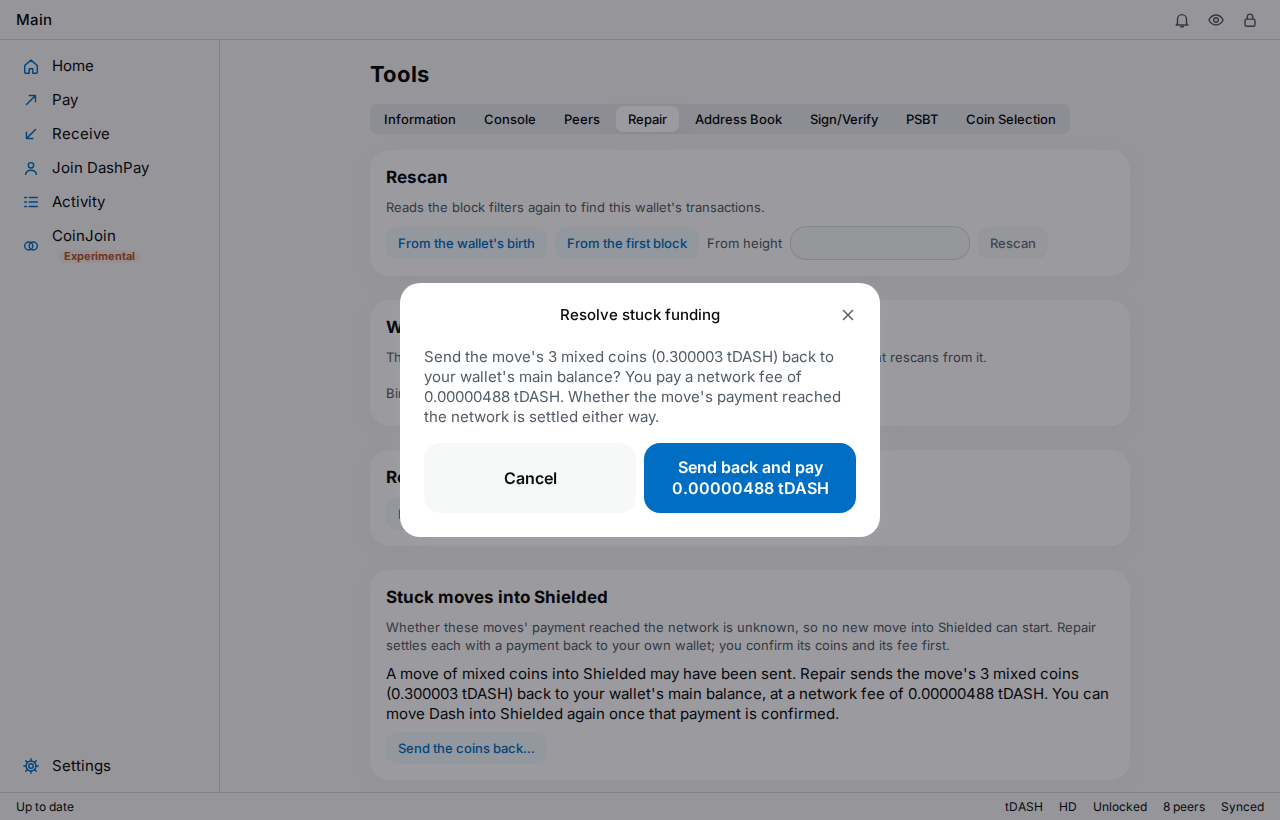 Main
Home
Pay
Receive
Join DashPay
Activity
CoinJoin
Experimental
Settings
Tools
Information Console Peers Repair Address Book Sign/Verify PSBT Coin Selection
Rescan
Reads the block filters again to find this wallet's transactions.
From the wallet's birth From the first block From height Rescan
rescans from it.
Resolve stuck funding
Send the move's 3 mixed coins (0.300003 tDASH) back to
your wallet's main balance? You pay a network fee of
0.00000488 tDASH. Whether the move's payment reached
the network is settled either way.
Cancel
Send back and pay
0.00000488 tDASH
Stuck moves into Shielded
Whether these moves' payment reached the network is unknown, so no new move into Shielded can start. Repair
settles each with a payment back to your own wallet; you confirm its coins and its fee first.
A move of mixed coins into Shielded may have been sent. Repair sends the move's 3 mixed coins
(0.300003 tDASH) back to your wallet's main balance, at a network fee of 0.00000488 tDASH. You can
move Dash into Shielded again once that payment is confirmed.
Send the coins back...
Up to date
tDASH HD Unlocked 8 peers Synced